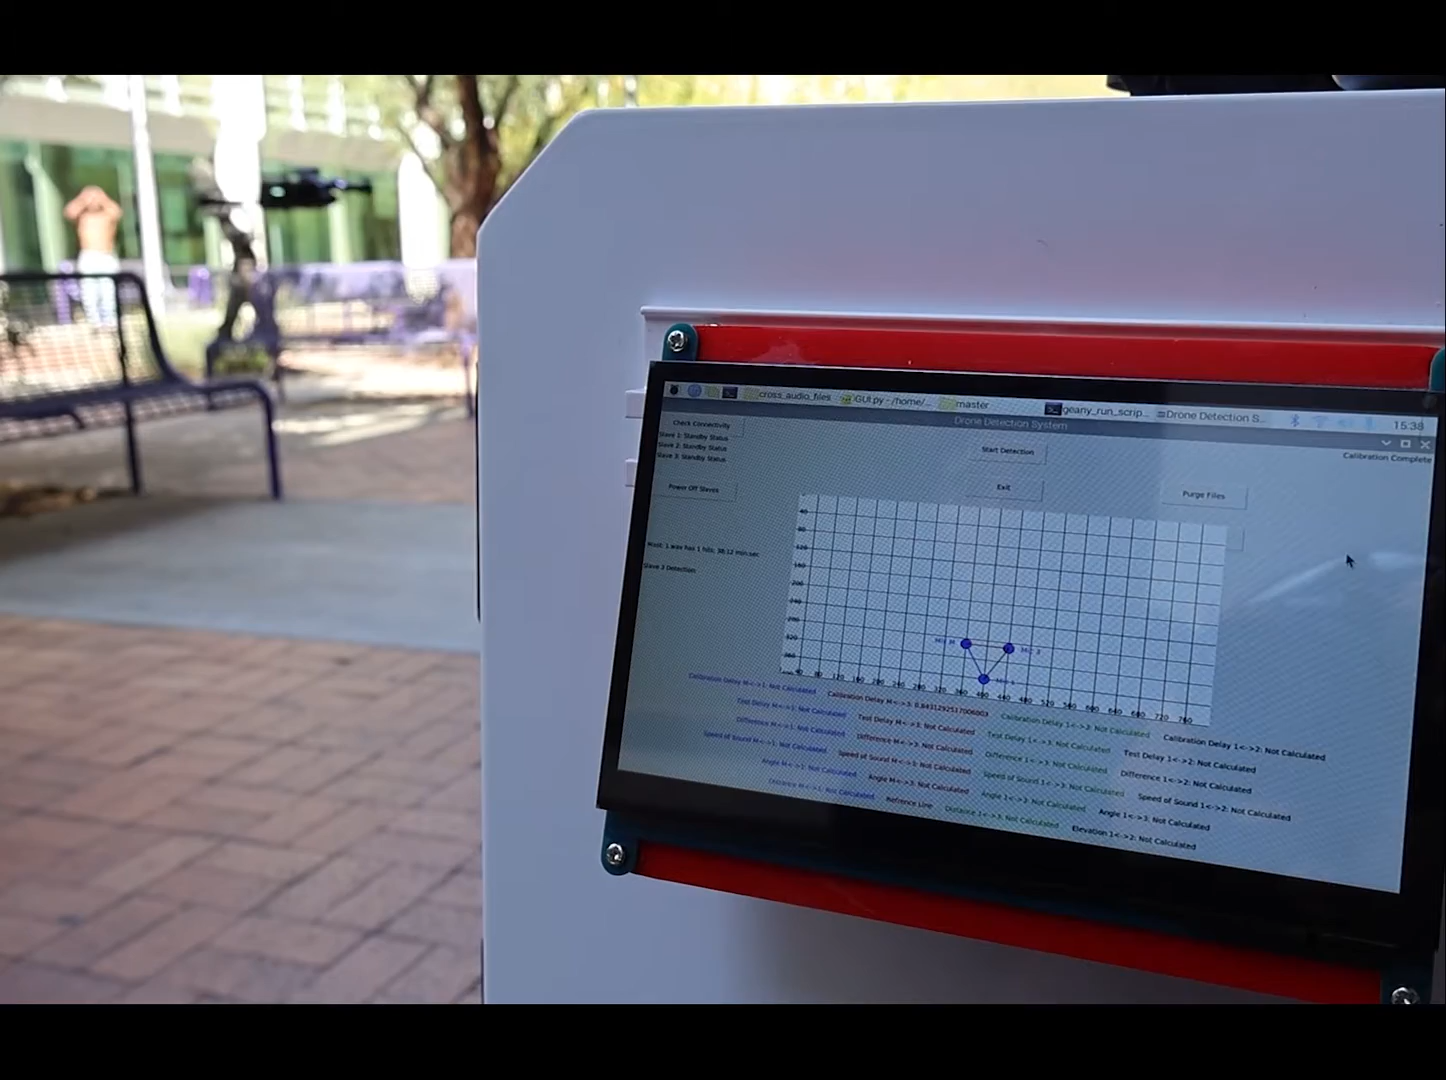 cross_audio_files GUI.py - /home/... master geany_run_scrip... Drone Detection S... 15:38
Drone Detection System
Check Connectivity
Slave 1: Standby Status
Slave 2: Standby Status
Slave 3: Standby Status
Start Detection
Calibration Complete
Power Off Slaves
Exit
Purge Files
Slave 2 Detection
Calibration Delay M<->1: Not Calculated
Calibration Delay 1<->3: Not Calculated
Calibration Delay 1<->2: Not Calculated
Test Delay M<->1: Not Calculated
Test Delay M<->3: Not Calculated
Test Delay 1<->3: Not Calculated
Test Delay 1<->2: Not Calculated
Difference M<->1: Not Calculated
Difference M<->3: Not Calculated
Difference 1<->3: Not Calculated
Difference 1<->2: Not Calculated
Speed of Sound M<->1: Not Calculated
Speed of Sound M<->3: Not Calculated
Speed of Sound 1<->3: Not Calculated
Speed of Sound 1<->2: Not Calculated
Angle M<->1: Not Calculated
Angle M<->3: Not Calculated
Angle 1<->3: Not Calculated
Angle 1<->3: Not Calculated
Distance M<->1: Not Calculated
Refrence Line
Distance 1<->3: Not Calculated
Elevation 1<->2: Not Calculated